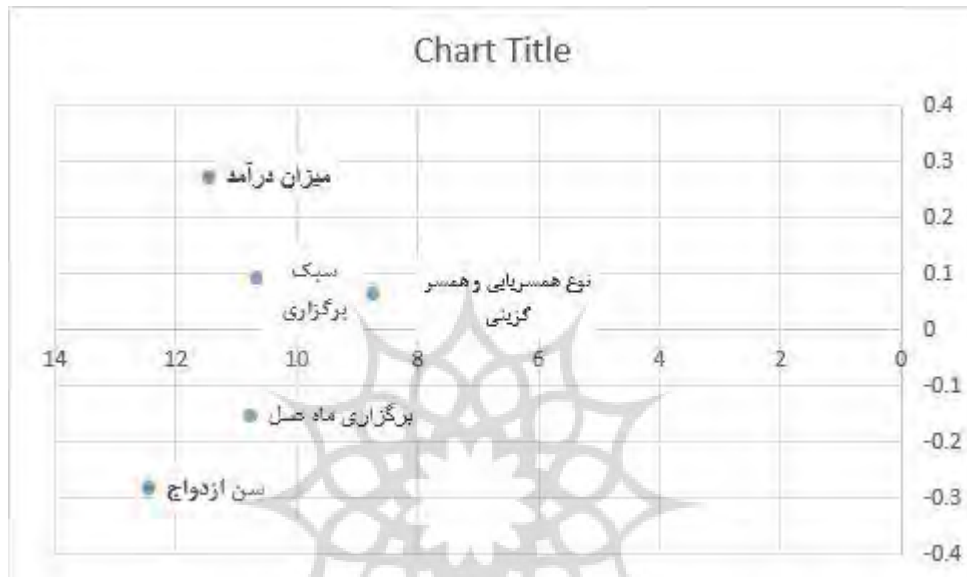 Chart Title
0.4
0.3
میزان درآمد
0.2
0.1
سبک
برگزاری
نوع همسریابی و همسر
گزینی
0
14 12 10 8 6 4 2 0
-0.1
برگزاری ماه عسل
-0.2
سن ازدواج
-0.3
-0.4